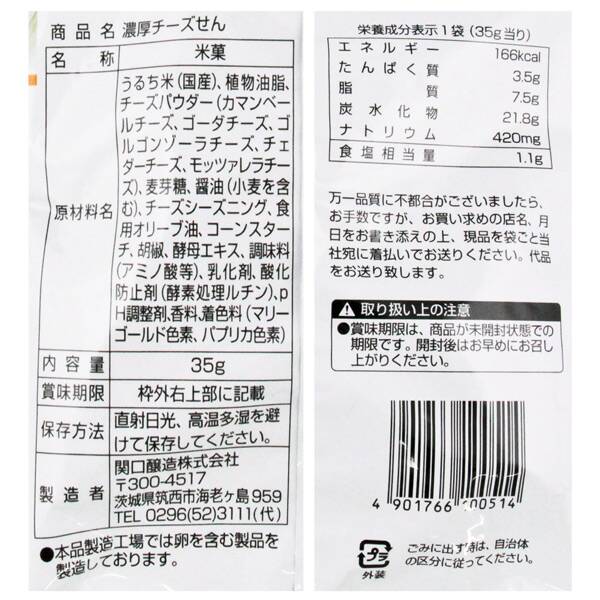 商品名 濃厚チーズせん
名称 米菓
原材料名 うるち米(国産)、植物油脂、
チーズパウダー(カマンベー
ルチーズ、ゴーダチーズ、ゴ
ルゴンゾーラチーズ、チェ
ダーチーズ、モッツァレラチー
ズ)、麦芽糖、醤油(小麦を含
む)、チーズシーズニング、食
用オリーブ油、コーンスター
チ、胡椒、酵母エキス、調味料
(アミノ酸等)、乳化剤、酸化
防止剤(酵素処理ルチン)、p
H調整剤、香料、着色料(マリー
ゴールド色素、パプリカ色素)
内容量 35g
賞味期限 枠外右上部に記載
保存方法 直射日光、高温多湿を避
けて保存してください。
製造者 関口醸造株式会社
〒300-4517
茨城県筑西市海老ヶ島959
TEL 0296(52)3111(代)
●本品製造工場では卵を含む製品を
製造しております。
栄養成分表示1袋(35g当り)
エネルギー 166kcal
たんぱく質 3.5g
脂質 7.5g
炭水化物 21.8g
ナトリウム 420mg
食塩相当量 1.1g
万一品質に不都合がございましたら、
お手数ですが、お買い求めの店名、月
日をお書き添えの上、現品を袋ごと当
社宛に着払いでお送りください。代品
をお送り致します。
取り扱い上の注意
●賞味期限は、商品が未開封状態での
期限です。開封後はお早めにお召し
上がりください。
4 901766 100514
プラ
外装
ごみに出す時は、自治体
の区分に従ってください。